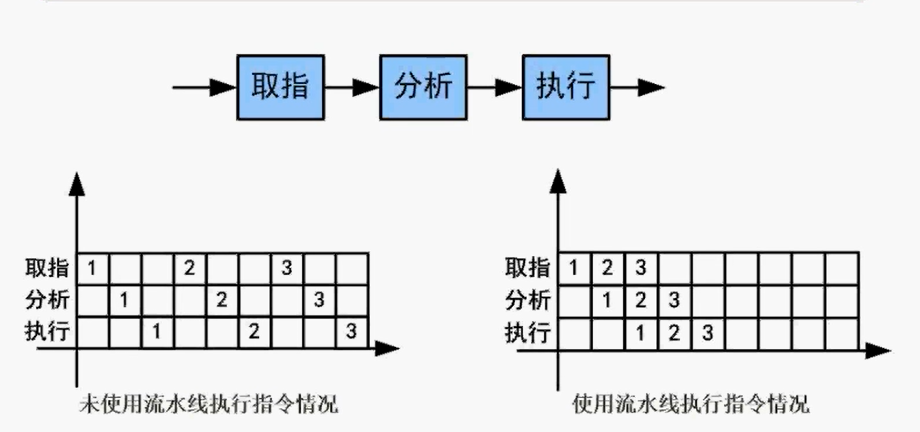 取指 分析 执行
取指 1 2 3
分析 1 2 3
执行 1 2 3
未使用流水线执行指令情况
取指 1 2 3
分析 1 2 3
执行 1 2 3
使用流水线执行指令情况